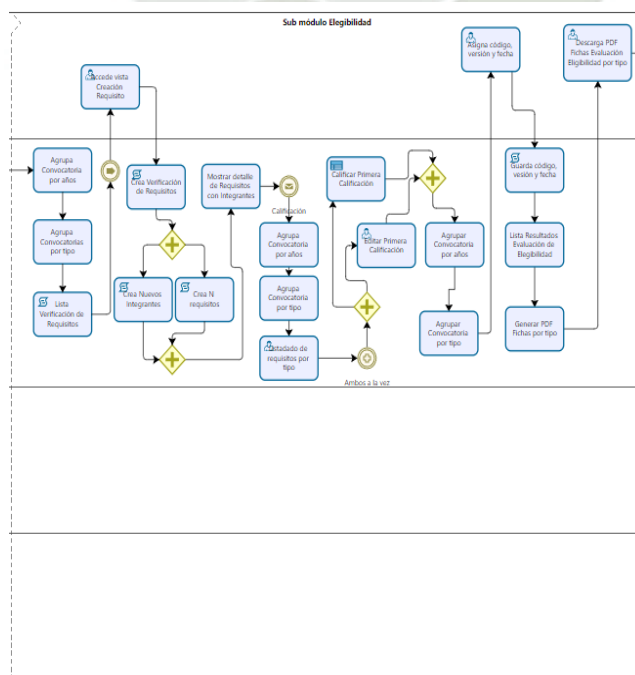 Sub módulo Elegibilidad
Accede vista
Creación
Requisito
Asigna código,
versión y fecha
Descarga PDF
Fichas Evaluación
Eligibilidad por tipo
Agrupa
Convocatoria
por años
Agrupa
Convocatorias
por tipo
Lista
Verificación de
Requisitos
Crea Verificación
de Requisitos
Crea Nuevos
Integrantes
Crea N
requisitos
Mostrar detalle
de Requisitos
con Integrantes
Calificación
Agrupa
Convocatoria
por años
Agrupa
Convocatoria
por tipo
Listadado de
requisitos por
tipo
Ambos a la vez
Calificar Primera
Calificación
Editar Primera
Calificación
Agrupar
Convocatoria
por años
Agrupar
Convocatoria
por tipo
Guarda código,
vesión y fecha
Lista Resultados
Evaluación de
Elegibilidad
Generar PDF
Fichas por tipo